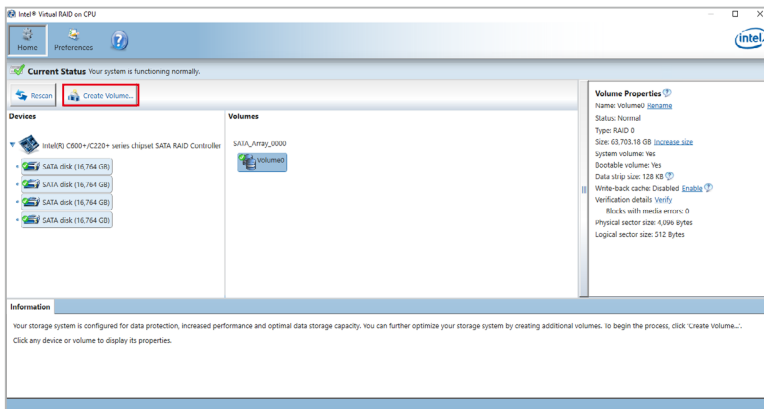 Intel® Virtual RAID on CPU
Home
Preferences
?
intel.
Current Status Your system is functioning normally.
Rescan
Create Volume...
Devices
Intel(R) C600+/C220+ series chipset SATA RAID Controller
SATA disk (16,764 GB)
SATA disk (16,764 GB)
SATA disk (16,764 GB)
SATA disk (16,764 GB)
Volumes
SATA_Array_0000
Volume0
Volume Properties ?
Name: Volume0 Rename
Status: Normal
Type: RAID 0
Size: 63,703.18 GB Increase size
System volume: Yes
Bootable volume: Yes
Data strip size: 128 KB ?
Write-back cache: Disabled Enable ?
Verification details Verify
Blocks with media errors: 0
Physical sector size: 4,096 Bytes
Logical sector size: 512 Bytes
Information
Your storage system is configured for data protection, increased performance and optimal data storage capacity. You can further optimize your storage system by creating additional volumes. To begin the process, click 'Create Volume...'.
Click any device or volume to display its properties.